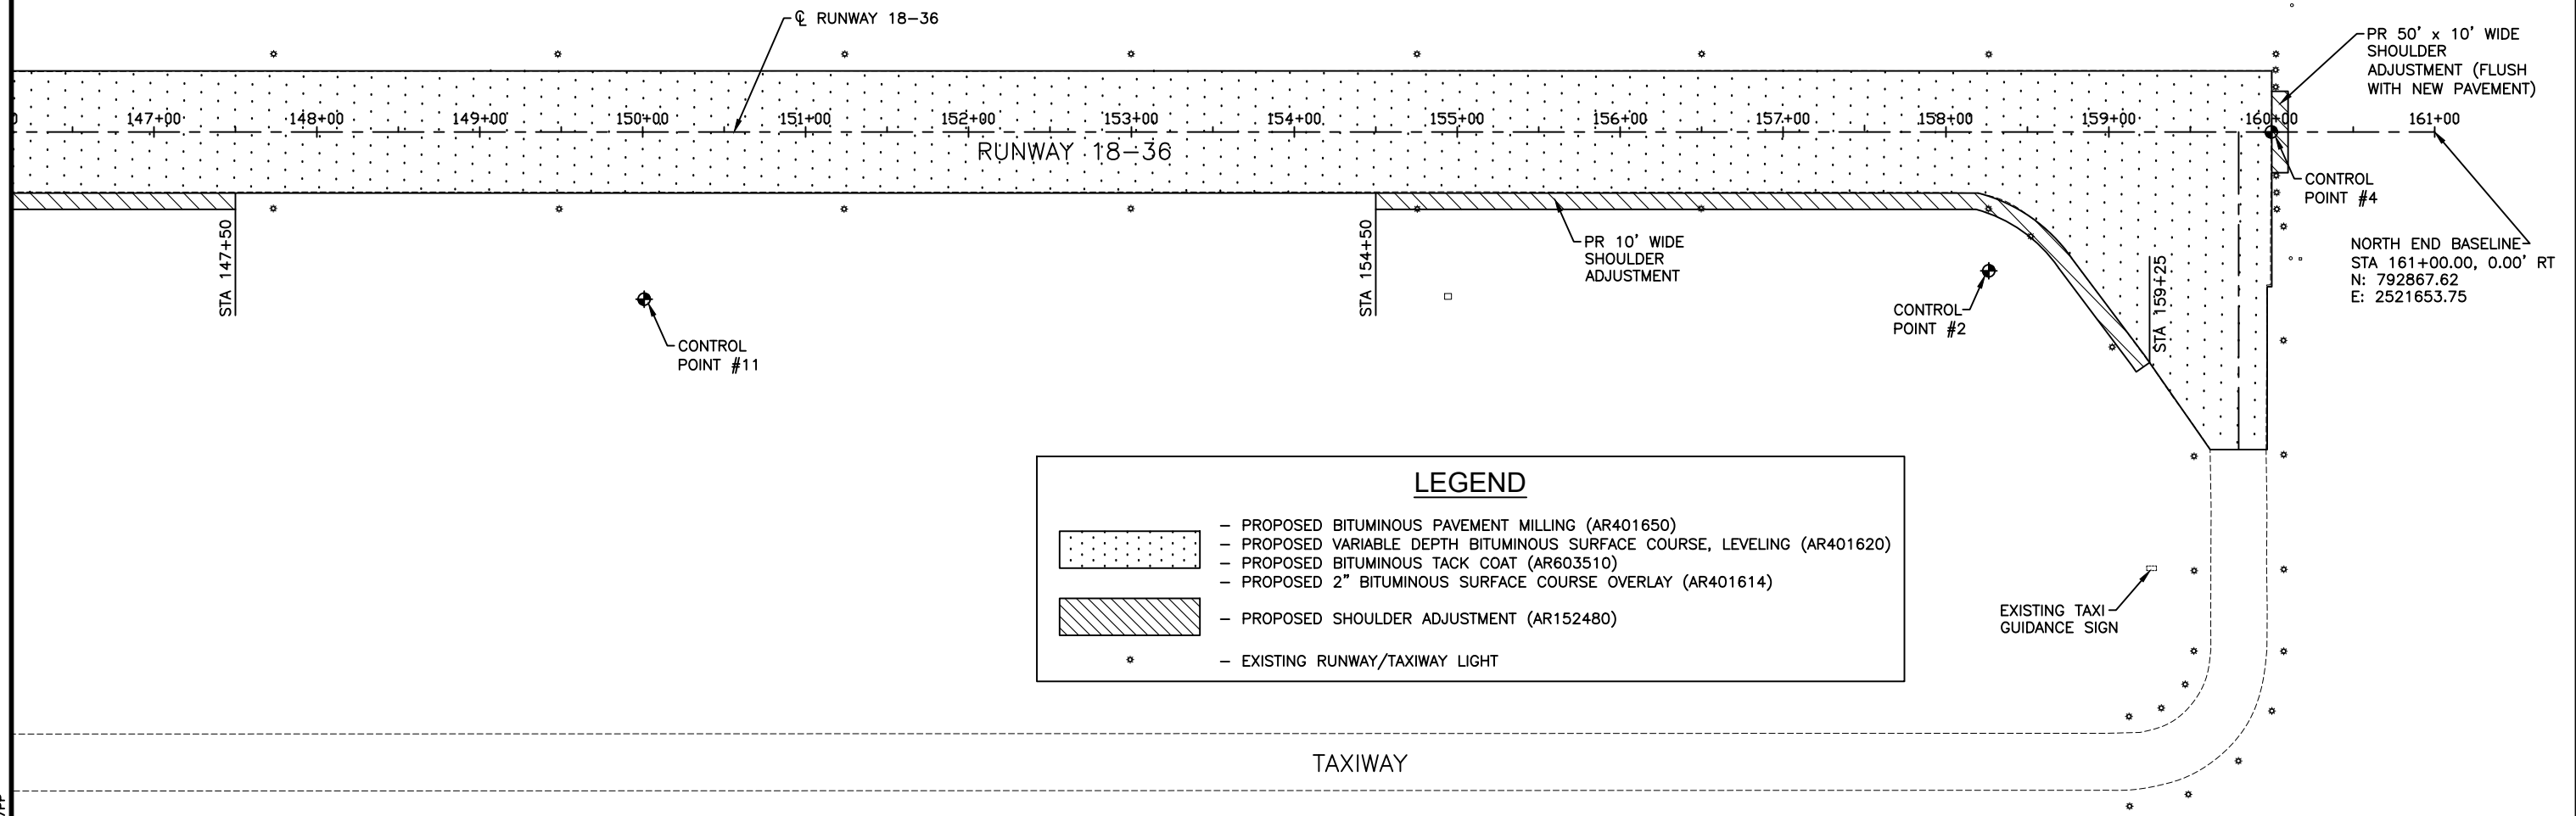 ℄ RUNWAY 18-36
PR 50' x 10' WIDE
SHOULDER
ADJUSTMENT (FLUSH
WITH NEW PAVEMENT)
147+00
148+00
149+00
150+00
151+00
152+00
153+00
154+00
155+00
156+00
157+00
158+00
159+00
160+00
161+00
RUNWAY 18-36
CONTROL
POINT #4
STA 147+50
STA 154+50
PR 10' WIDE
SHOULDER
ADJUSTMENT
STA 159+25
NORTH END BASELINE
STA 161+00.00, 0.00' RT
N: 792867.62
E: 2521653.75
CONTROL
POINT #2
CONTROL
POINT #11
LEGEND
- PROPOSED BITUMINOUS PAVEMENT MILLING (AR401650)
- PROPOSED VARIABLE DEPTH BITUMINOUS SURFACE COURSE, LEVELING (AR401620)
- PROPOSED BITUMINOUS TACK COAT (AR603510)
- PROPOSED 2" BITUMINOUS SURFACE COURSE OVERLAY (AR401614)
- PROPOSED SHOULDER ADJUSTMENT (AR152480)
- EXISTING RUNWAY/TAXIWAY LIGHT
EXISTING TAXI
GUIDANCE SIGN
TAXIWAY